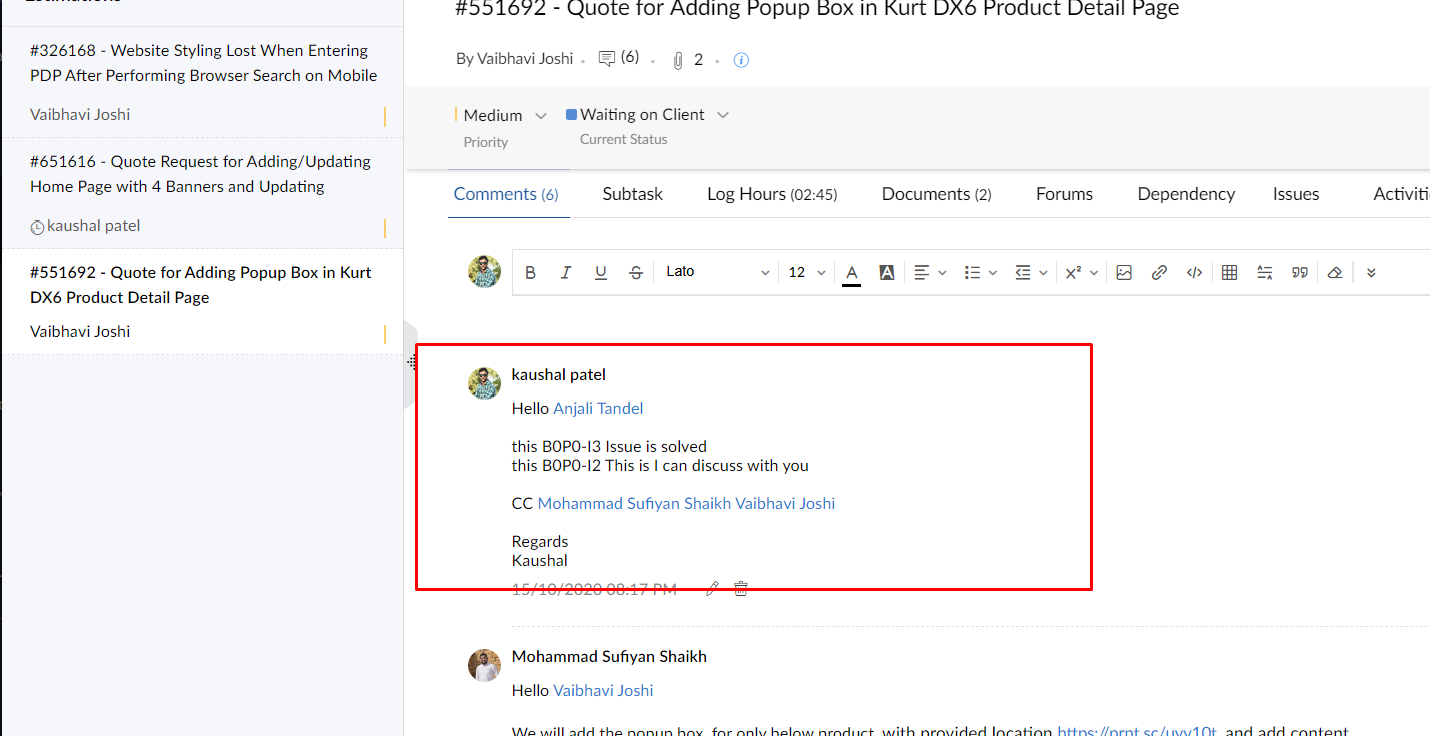 #326168 - Website Styling Lost When Entering
PDP After Performing Browser Search on Mobile
Vaibhavi Joshi
#651616 - Quote Request for Adding/Updating
Home Page with 4 Banners and Updating
kaushal patel
#551692 - Quote for Adding Popup Box in Kurt
DX6 Product Detail Page
Vaibhavi Joshi
#551692 - Quote for Adding Popup Box in Kurt DX6 Product Detail Page
By Vaibhavi Joshi (6) 2
Medium Waiting on Client
Priority Current Status
Comments (6) Subtask Log Hours (02:45) Documents (2) Forums Dependency Issues
B I U S Lato 12 A A
kaushal patel
Hello Anjali Tandel
this B0P0-I3 Issue is solved
this B0P0-I2 This is I can discuss with you
CC Mohammad Sufiyan Shaikh Vaibhavi Joshi
Regards
Kaushal
15/10/2020 08:17 PM
Mohammad Sufiyan Shaikh
Hello Vaibhavi Joshi
We will add the popup box, for only below product, with provided location https://prnt.sc/uyy10t, and add content